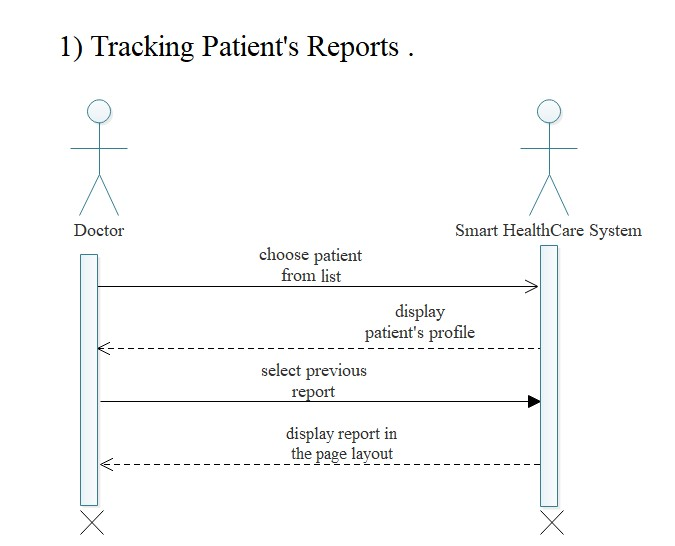 1) Tracking Patient's Reports .
Doctor
Smart HealthCare System
choose patient
from list
display
patient's profile
select previous
report
display report in
the page layout